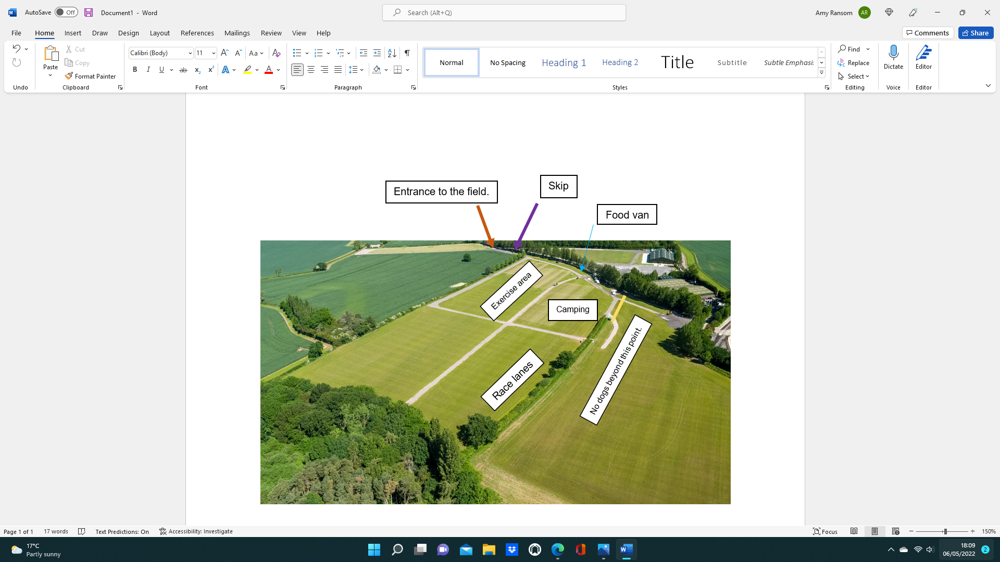 AutoSave Off Document1 - Word Search (Alt+Q) Amy Ransom AR
File Home Insert Draw Design Layout References Mailings Review View Help Comments Share
Paste Cut Copy Format Painter
Calibri (Body) 11 A A Aa A
B I U ab x₂ x² A A
Normal No Spacing Heading 1 Heading 2 Title Subtitle Subtle Emphasis
Find Replace Select
Dictate Editor
Undo Clipboard Font Paragraph Styles Editing Voice Editor
Entrance to the field.
Skip
Food van
Exercise area
Camping
Race lanes
No dogs beyond this point.
Page 1 of 1 17 words Text Predictions: On Accessibility: Investigate Focus 150%
17°C
Partly sunny
18:09
06/05/2022 2